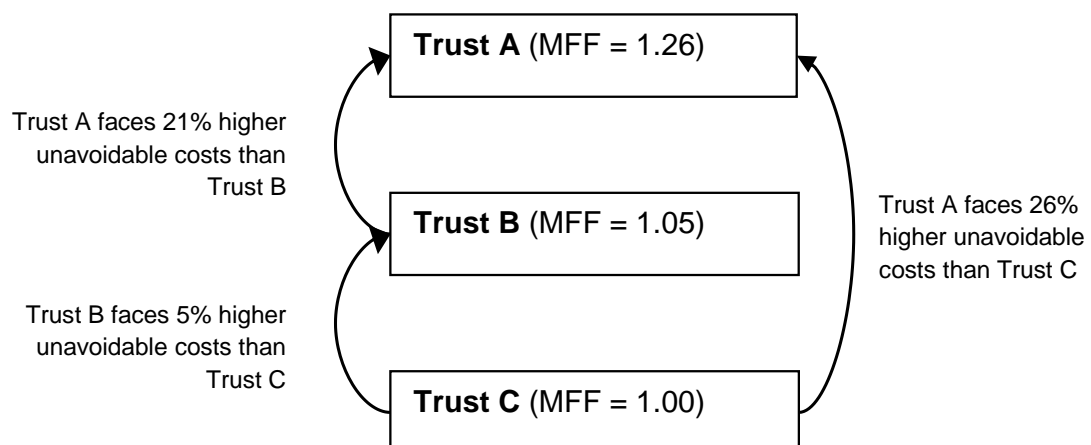 Trust A (MFF = 1.26)
Trust A faces 21% higher
unavoidable costs than
Trust B
Trust B (MFF = 1.05)
Trust A faces 26%
higher unavoidable
costs than Trust C
Trust B faces 5% higher
unavoidable costs than
Trust C
Trust C (MFF = 1.00)